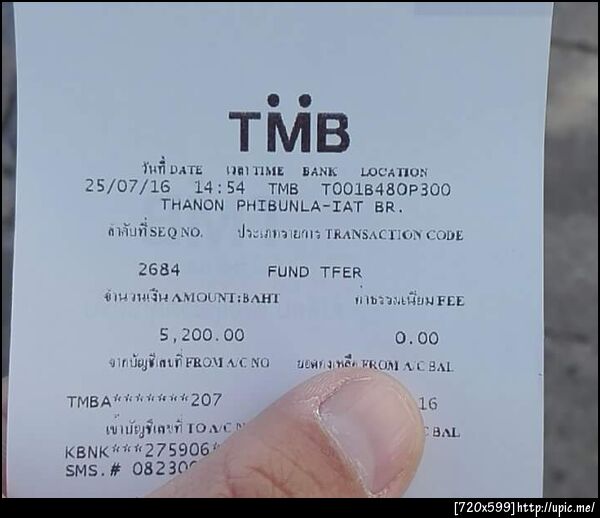 TMB
วันที่ DATE เวลา TIME BANK LOCATION
25/07/16 14:54 TMB T001B480P300
THANON PHIBUNLA-IAT BR.
ลำดับที่ SEQ NO. ประเภทรายการ TRANSACTION CODE
2684 FUND TFER
จำนวนเงิน AMOUNT:BAHT ค่าธรรมเนียม FEE
5,200.00 0.00
จากบัญชีเลขที่ FROM A/C NO ยอดคงเหลือ FROM A/C BAL
TMBA*******207 16
เข้าบัญชีเลขที่ TO A/C BAL
KBNK***275906
SMS.# 08230
[720x599]http://upic.me/